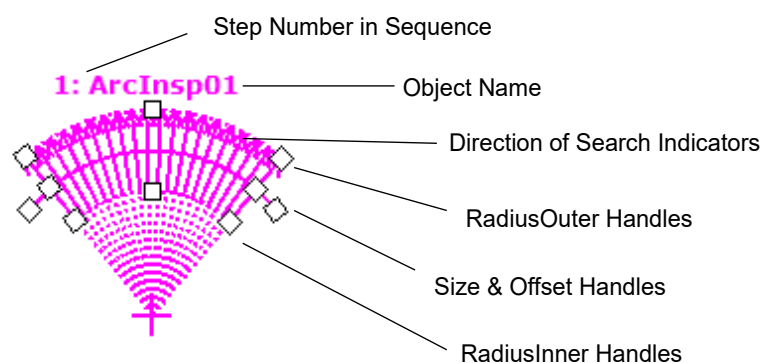 Step Number in Sequence
1: ArcInsp01
Object Name
Direction of Search Indicators
RadiusOuter Handles
Size & Offset Handles
RadiusInner Handles